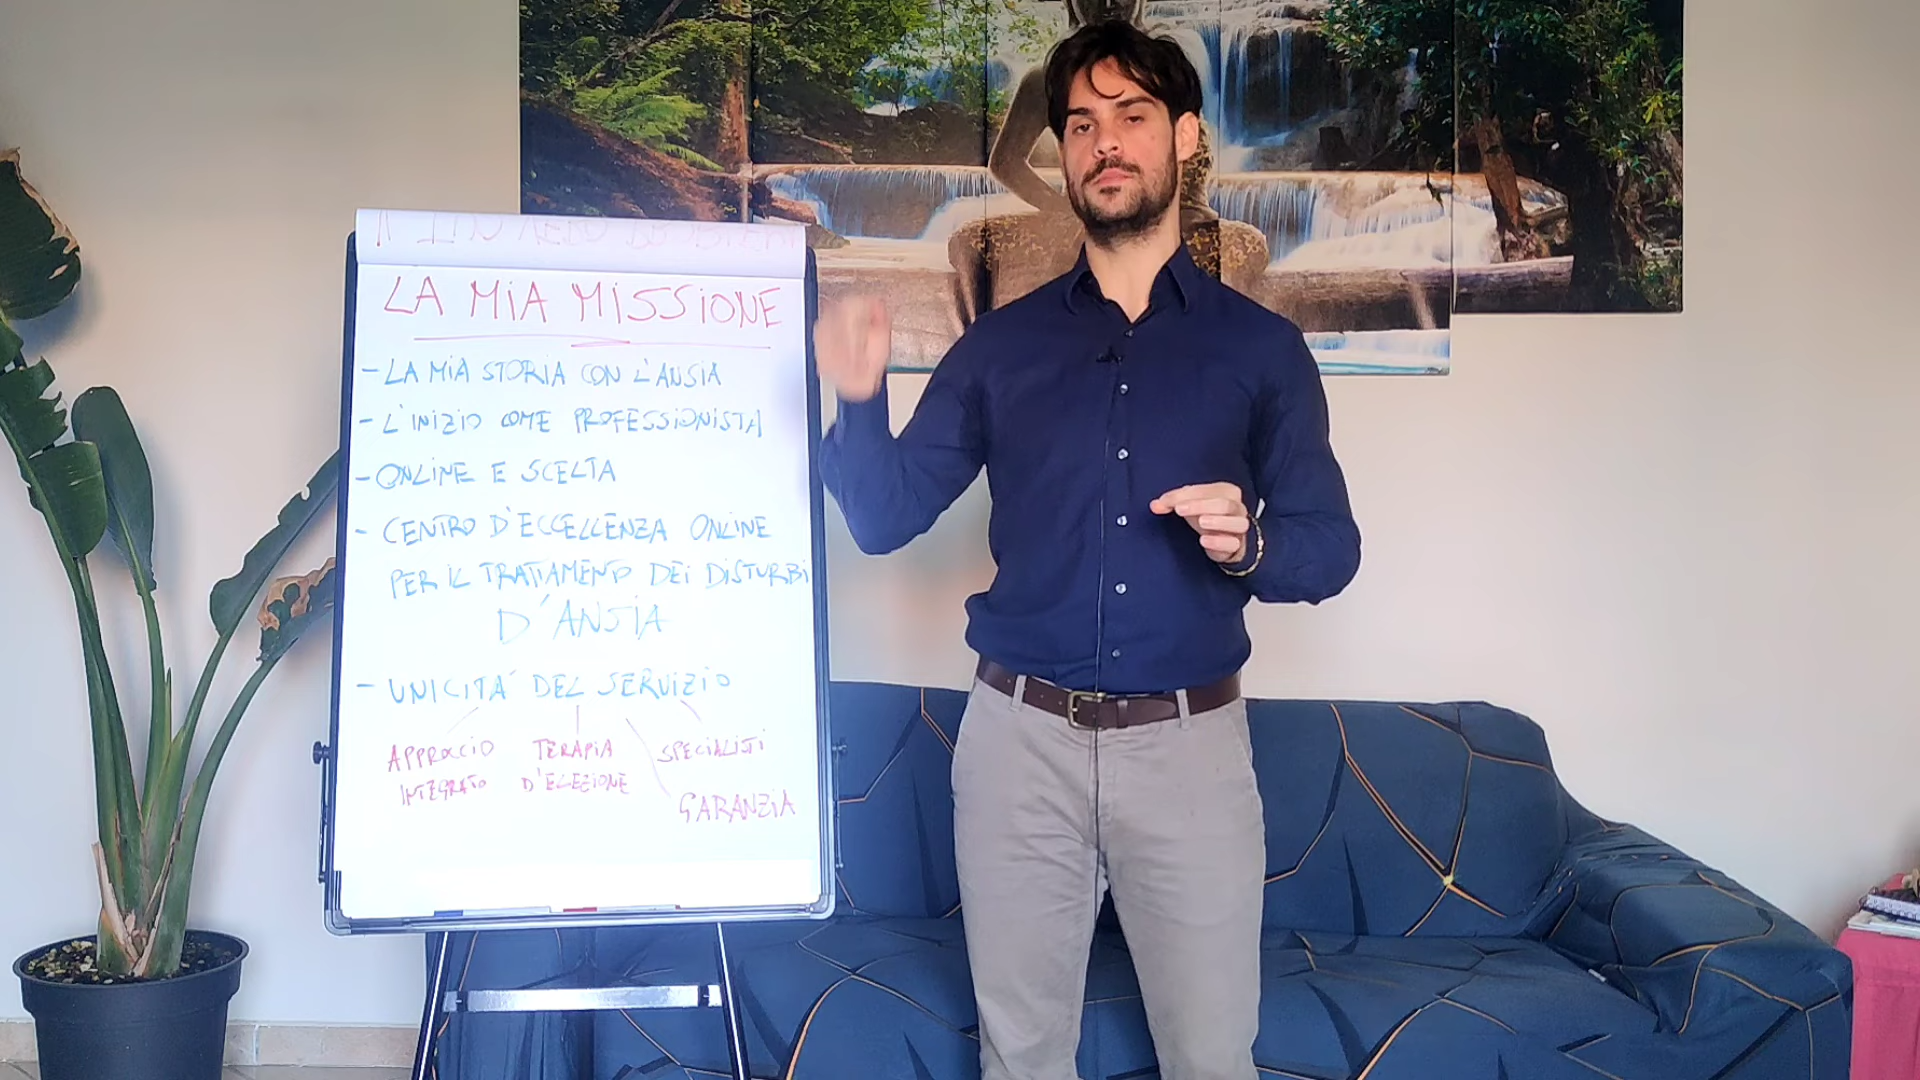 LA MIA MISSIONE
- LA MIA STORIA CON L'ANSIA
- L'INIZIO COME PROFESSIONISTA
- ONLINE E SCELTA
- CENTRO D'ECCELLENZA ONLINE
PER IL TRATTAMENTO DEI DISTURBI
D'ANSIA
- UNICITA' DEL SERVIZIO
APPROCCIO TERAPIA SPECIALISTI
INTEGRATO D'ELEZIONE
GARANZIA